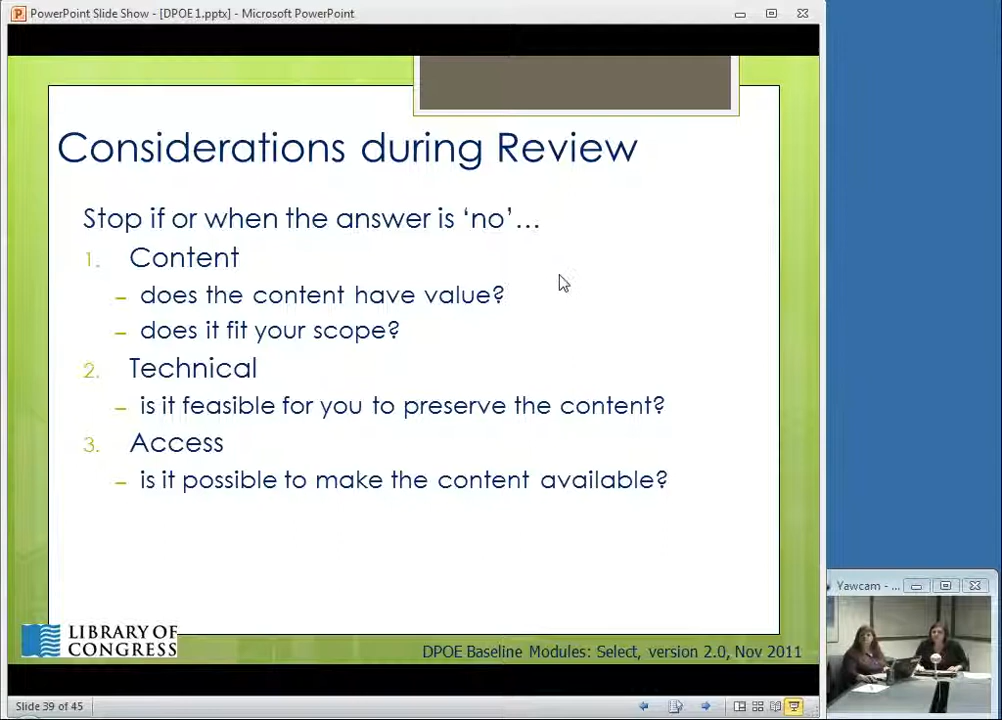 PowerPoint Slide Show - [DPOE 1.pptx] - Microsoft PowerPoint
Considerations during Review
Stop if or when the answer is ‘no’...
1. Content
– does the content have value?
– does it fit your scope?
2. Technical
– is it feasible for you to preserve the content?
3. Access
– is it possible to make the content available?
LIBRARY OF
CONGRESS
DPOE Baseline Modules: Select, version 2.0, Nov 2011
Slide 39 of 45
Yawcam - ...